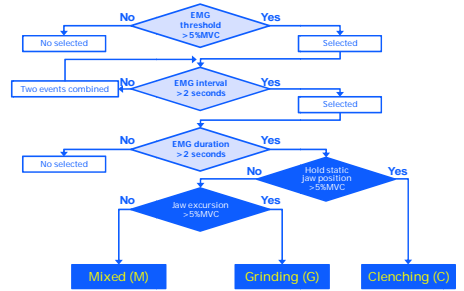 No
EMG
threshold
>5%MVC
Yes
No selected
Selected
No
EMG interval
>2 seconds
Yes
Two events combined
Selected
No
EMG duration
>2 seconds
Yes
No selected
No
Hold static
jaw position
>5%MVC
Yes
No
Jaw excursion
>5%MVC
Yes
Mixed (M)
Grinding (G)
Clenching (C)